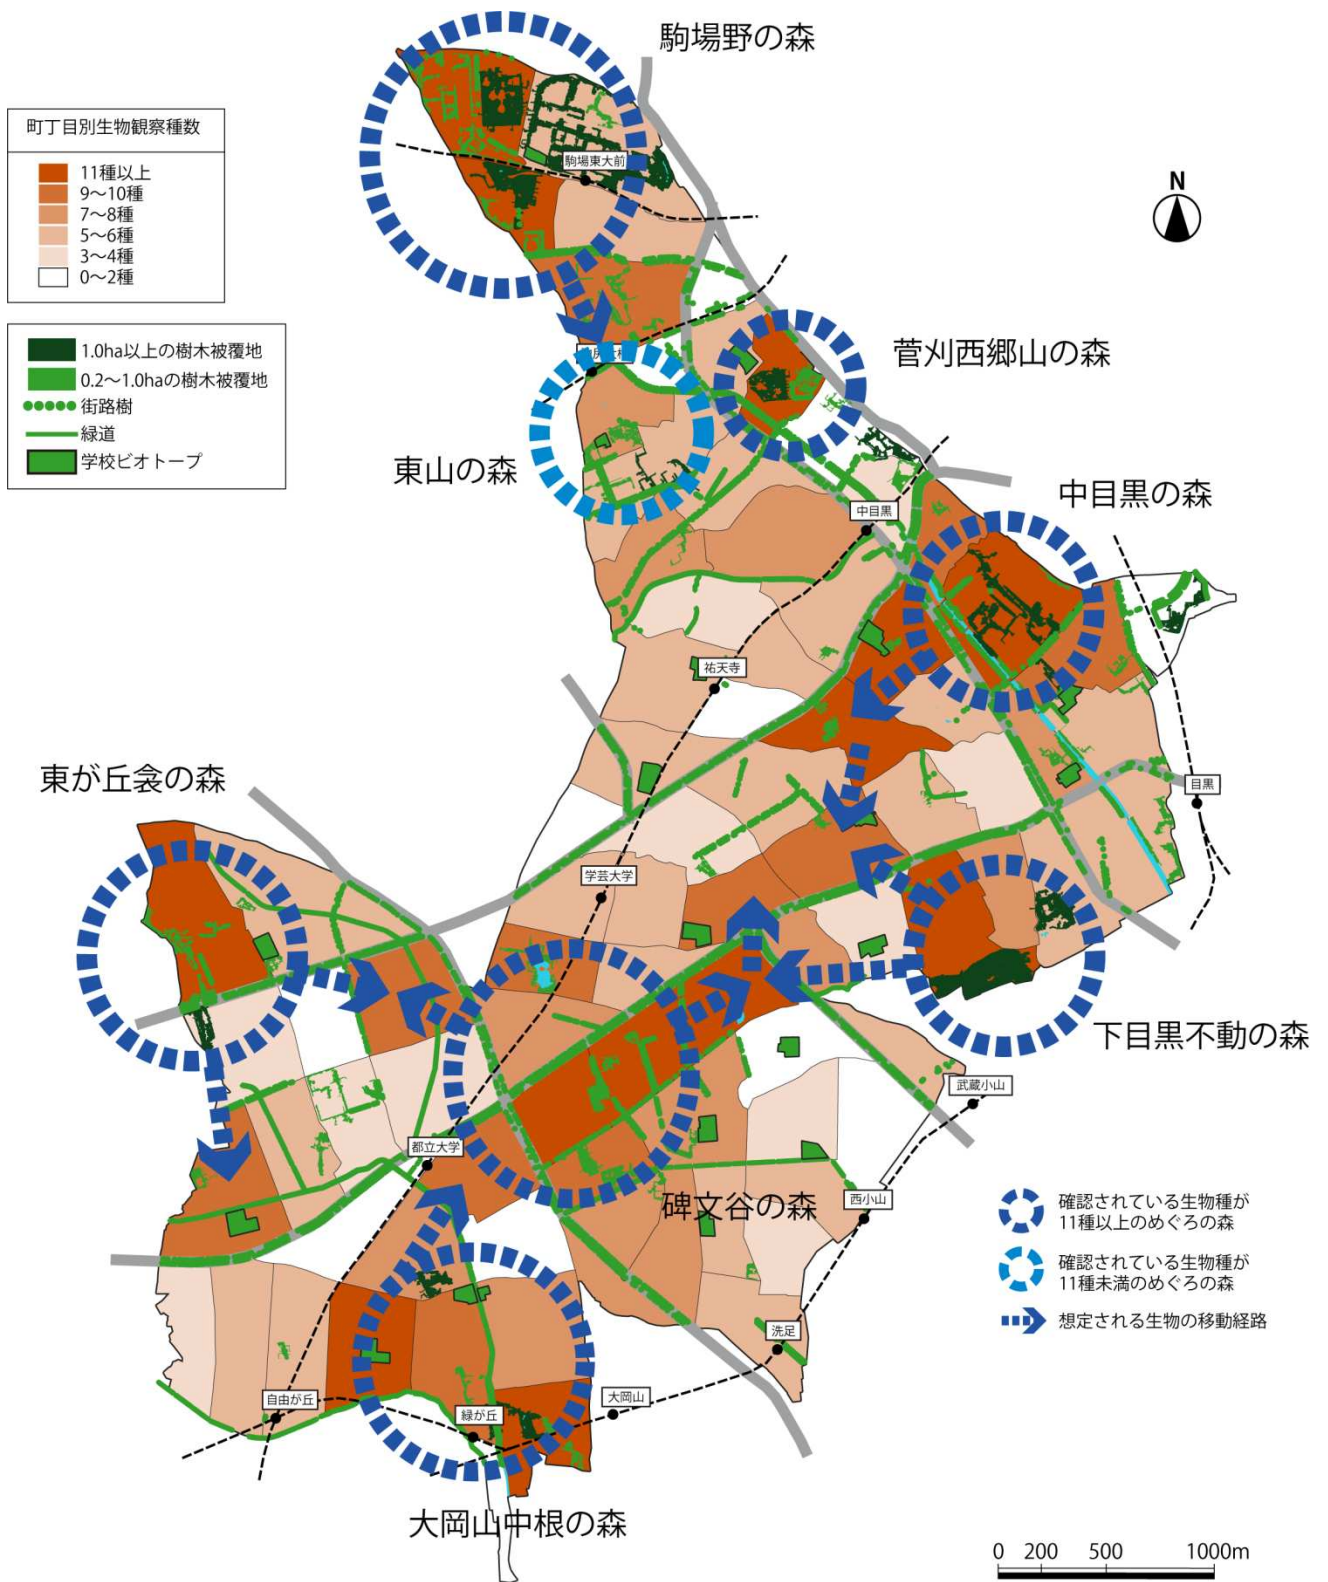 駒場野の森
町丁目別生物観察種数
11種以上
9～10種
7～8種
5～6種
3～4種
0～2種
駒場東大前
N
1.0ha以上の樹木被覆地
0.2～1.0haの樹木被覆地
街路樹
緑道
学校ビオトープ
菅刈西郷山の森
東山の森
中目黒の森
中目黒
祐天寺
東が丘衾の森
目黒
学芸大学
下目黒不動の森
武蔵小山
都立大学
碑文谷の森
西小山
確認されている生物種が
11種以上のめぐろの森
確認されている生物種が
11種未満のめぐろの森
想定される生物の移動経路
洗足
自由が丘
大岡山
緑が丘
大岡山中根の森
0 200 500 1000m